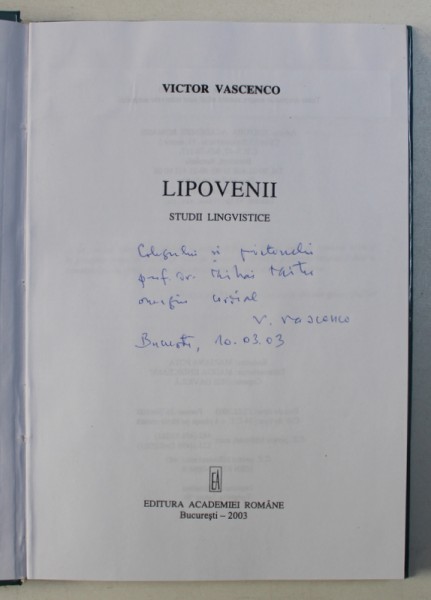 VICTOR VASCENCO
LIPOVENII
STUDII LINGVISTICE
Colegului și prietenului
prof. dr. Mihai
omagiu cordial
V. Vascenco
București, 10.03.03
EA
EDITURA ACADEMIEI ROMÂNE
București – 2003